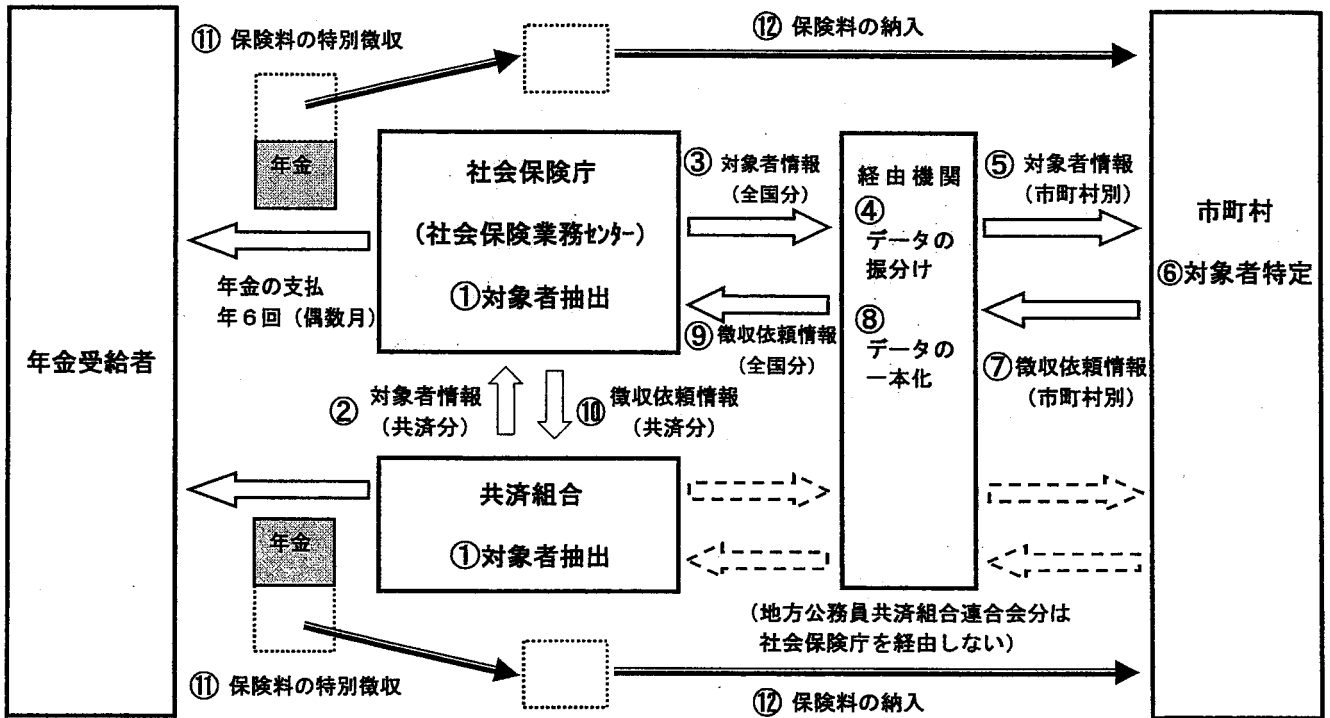 ⑪ 保険料の特別徴収
⑫ 保険料の納入
年金
年金受給者
年金の支払
年6回(偶数月)
社会保険庁
(社会保険業務センター)
①対象者抽出
③ 対象者情報
(全国分)
⑨ 徴収依頼情報
(全国分)
経由機関
④
データの
振分け
⑧
データの
一本化
⑤ 対象者情報
(市町村別)
⑦ 徴収依頼情報
(市町村別)
市町村
⑥対象者特定
② 対象者情報
(共済分)
⑩ 徴収依頼情報
(共済分)
共済組合
①対象者抽出
年金
(地方公務員共済組合連合会分は
社会保険庁を経由しない)
⑪ 保険料の特別徴収
⑫ 保険料の納入